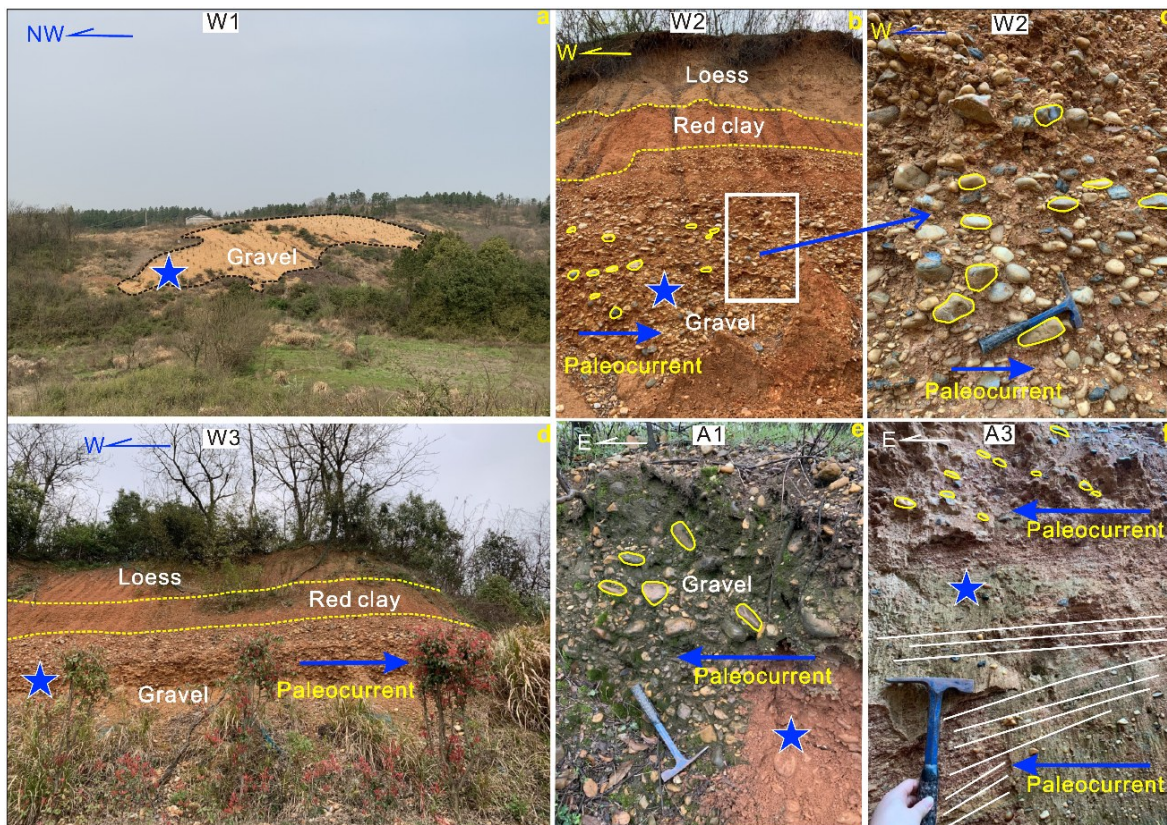 W1
a
NW
Gravel
W2
b
W
Loess
Red clay
Gravel
Paleocurrent
W2
c
W
Paleocurrent
W3
d
W
Loess
Red clay
Paleocurrent
Gravel
A1
e
E
Gravel
Paleocurrent
A3
f
E
Paleocurrent
Paleocurrent